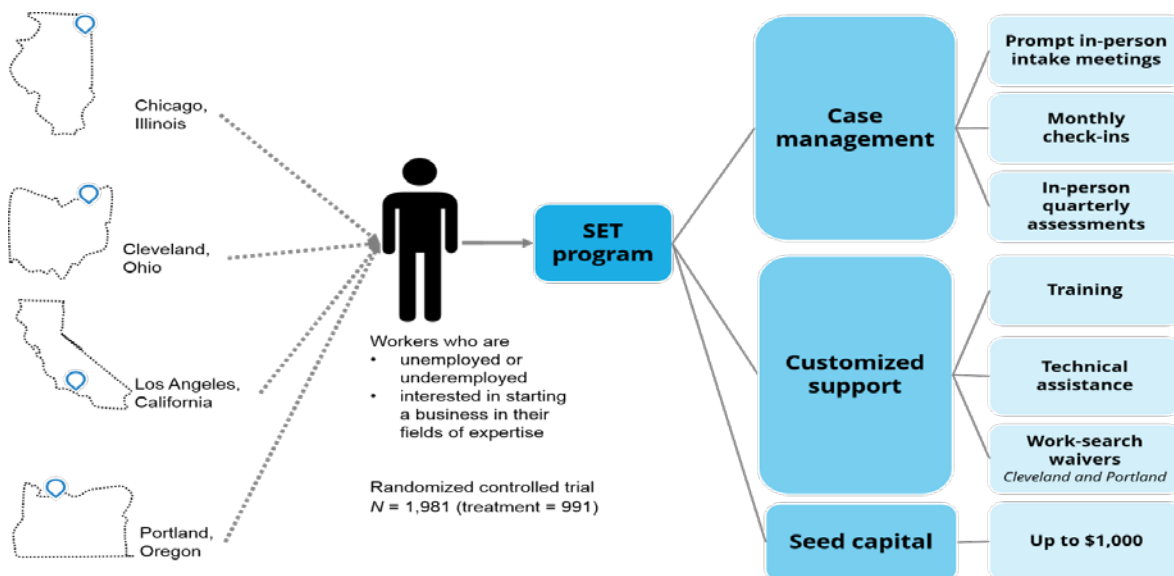 Chicago,
Illinois
Cleveland,
Ohio
Los Angeles,
California
Portland,
Oregon
Workers who are
• unemployed or
underemployed
• interested in starting
a business in their
fields of expertise
Randomized controlled trial
N = 1,981 (treatment = 991)
SET
program
Case
management
Prompt in-person
intake meetings
Monthly
check-ins
In-person
quarterly
assessments
Customized
support
Training
Technical
assistance
Work-search
waivers
Cleveland and Portland
Seed capital
Up to $1,000